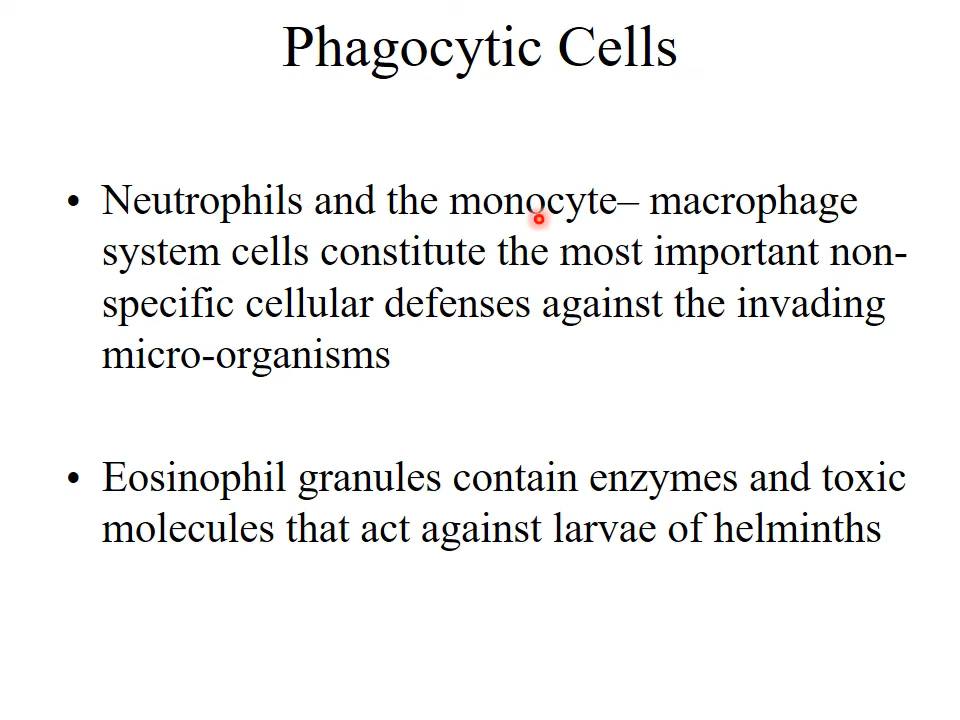 Phagocytic Cells
• Neutrophils and the monocyte– macrophage
system cells constitute the most important non-
specific cellular defenses against the invading
micro-organisms
• Eosinophil granules contain enzymes and toxic
molecules that act against larvae of helminths